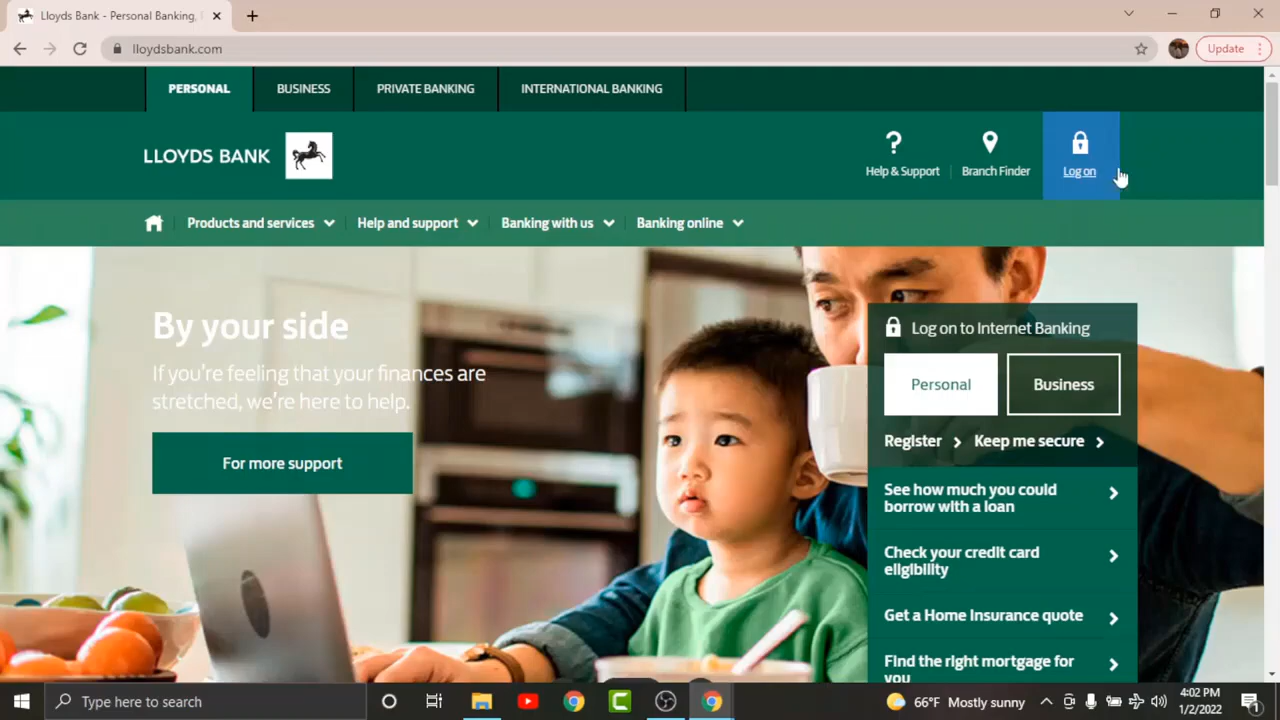 Lloyds Bank - Personal Banking,
lloydsbank.com
Update
PERSONAL
BUSINESS
PRIVATE BANKING
INTERNATIONAL BANKING
LLOYDS BANK
Help & Support
Branch Finder
Log on
Products and services
Help and support
Banking with us
Banking online
By your side
If you're feeling that your finances are
stretched, we're here to help.
For more support
Log on to Internet Banking
Personal
Business
Register
Keep me secure
See how much you could
borrow with a loan
Check your credit card
eligibility
Get a Home Insurance quote
Find the right mortgage for
you
Type here to search
66°F Mostly sunny
4:02 PM
1/2/2022
1